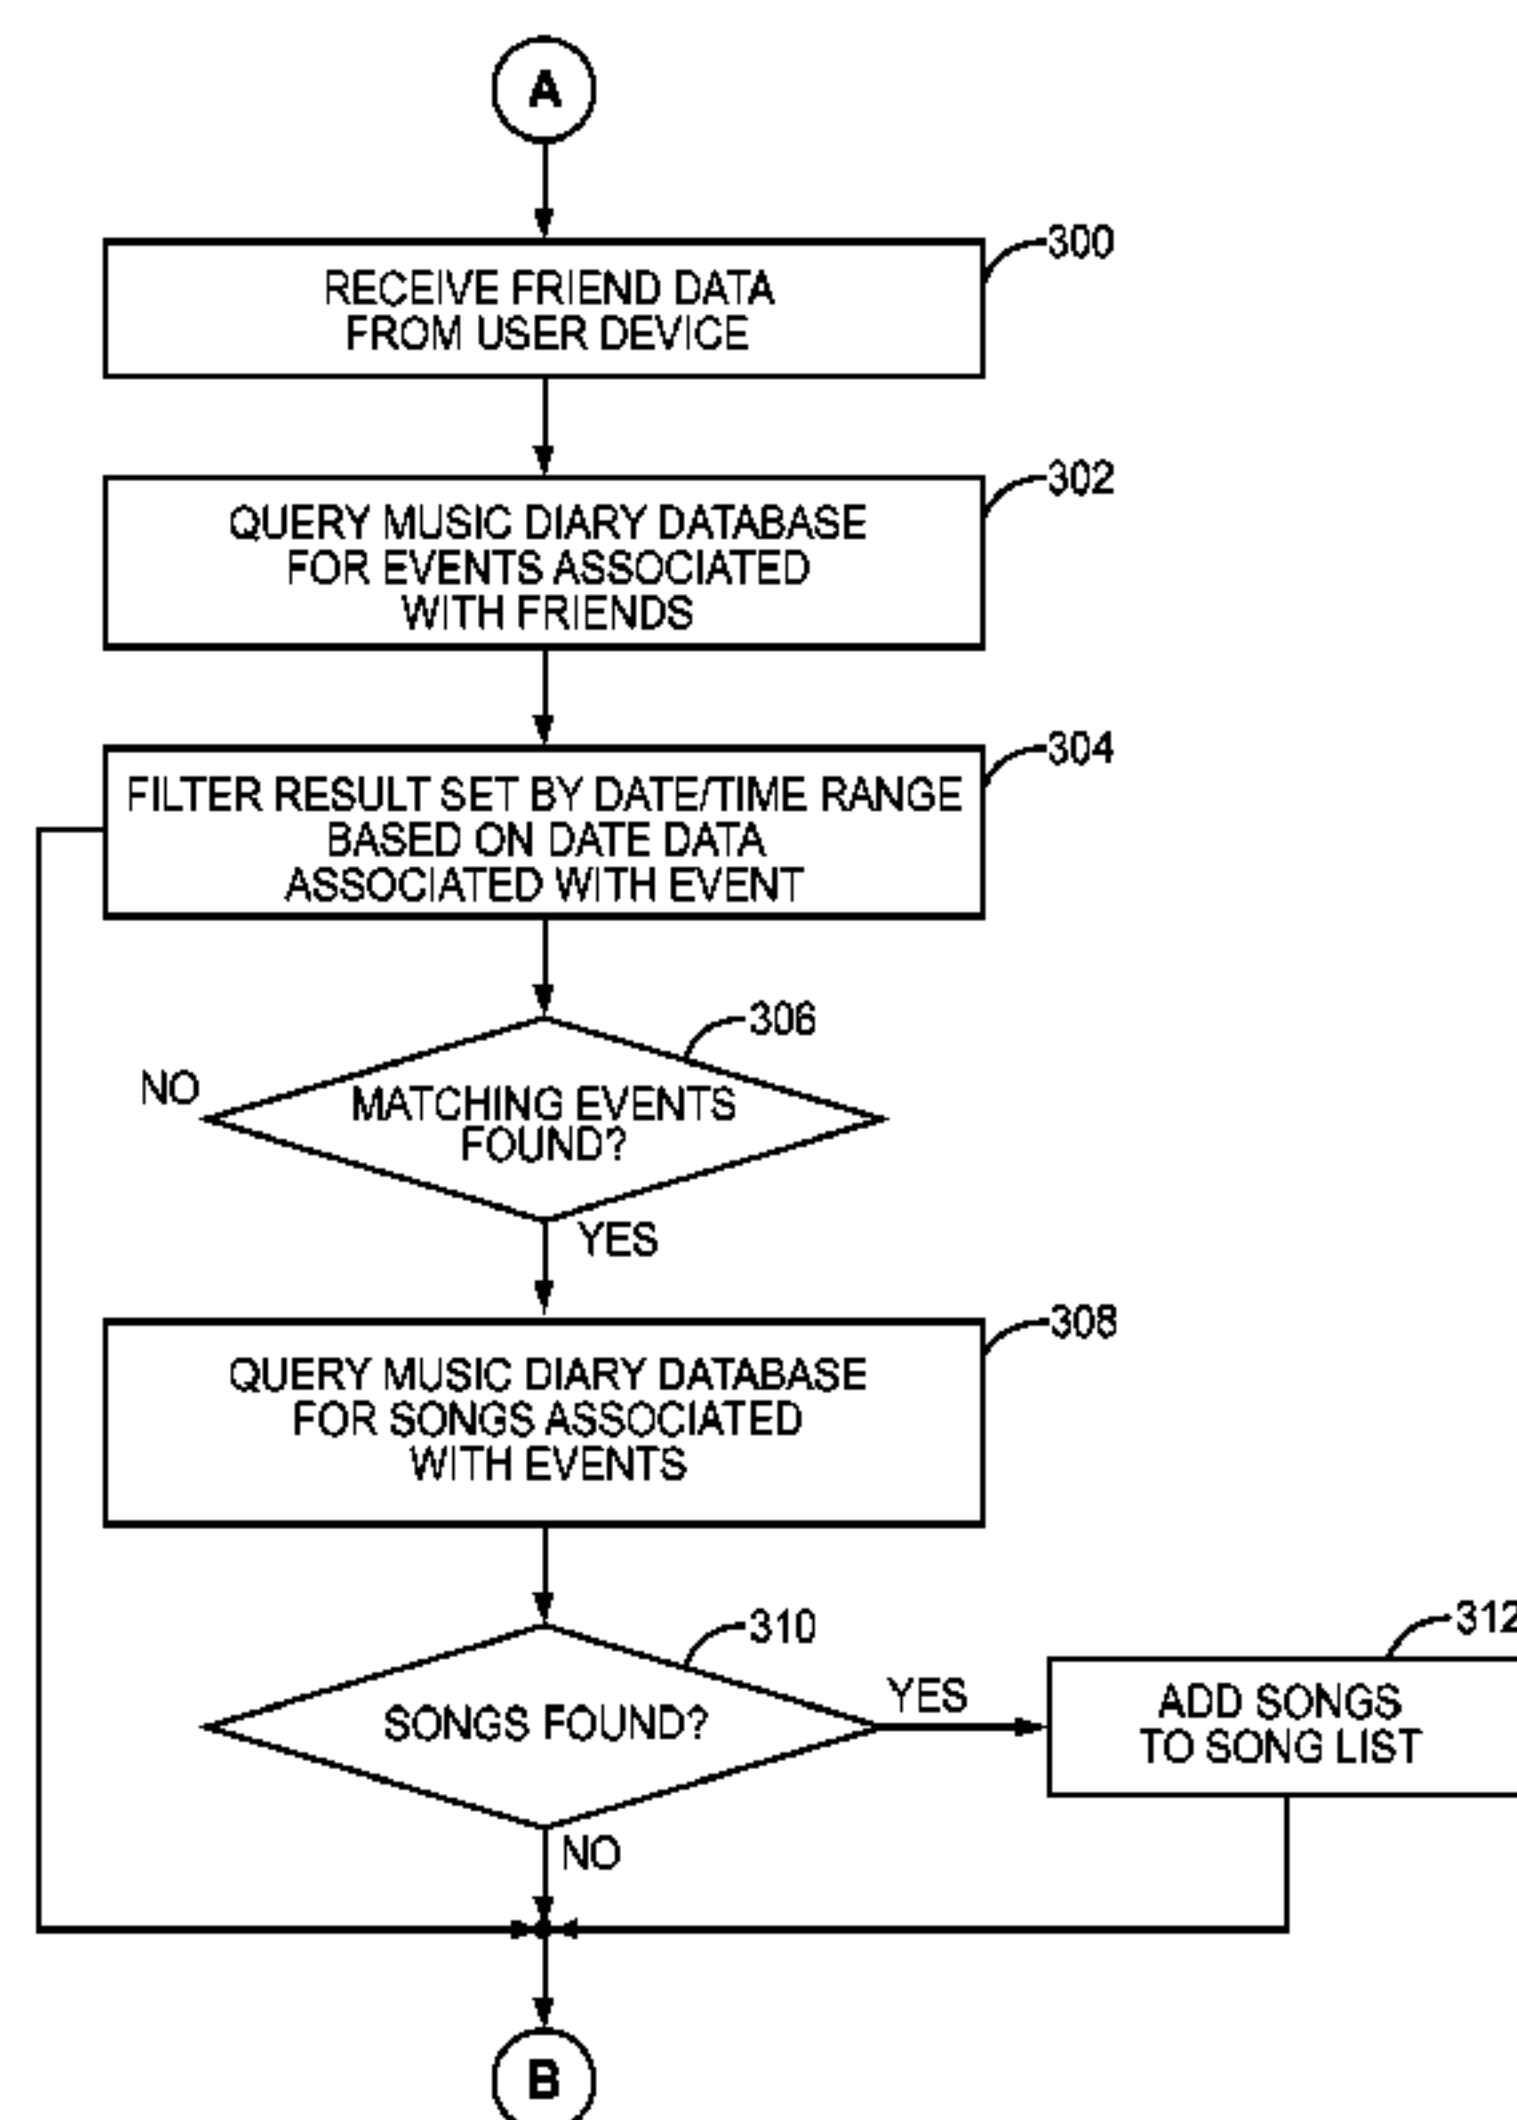 A
300
RECEIVE FRIEND DATA
FROM USER DEVICE
302
QUERY MUSIC DIARY DATABASE
FOR EVENTS ASSOCIATED
WITH FRIENDS
304
FILTER RESULT SET BY DATE/TIME RANGE
BASED ON DATE DATA
ASSOCIATED WITH EVENT
306
NO
MATCHING EVENTS
FOUND?
YES
308
QUERY MUSIC DIARY DATABASE
FOR SONGS ASSOCIATED
WITH EVENTS
310
312
SONGS FOUND?
YES
ADD SONGS
TO SONG LIST
NO
B